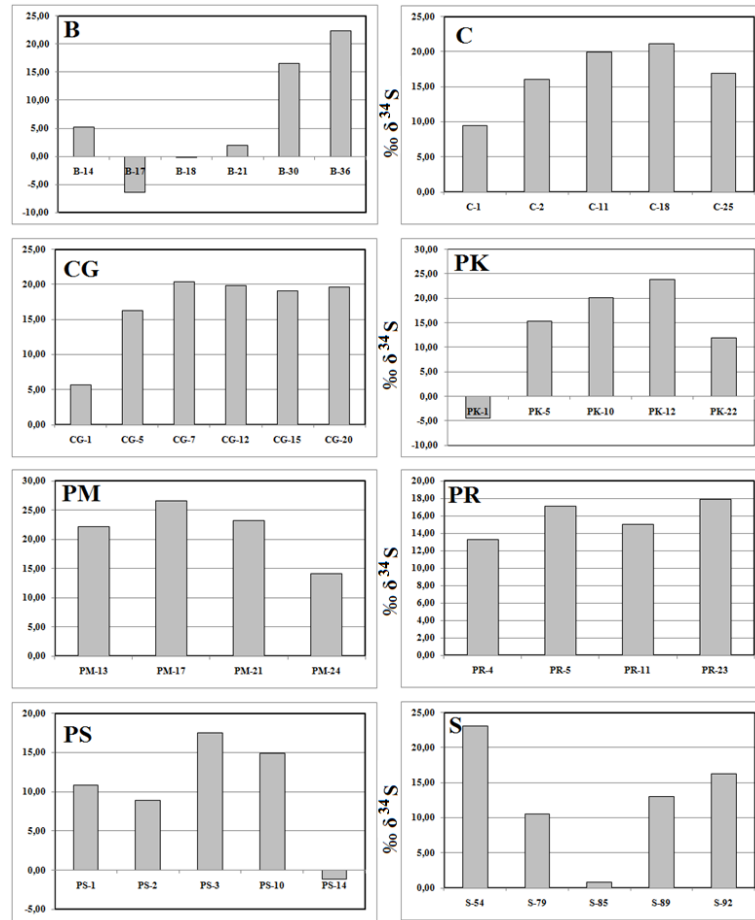 B
25,00
20,00
15,00
10,00
5,00
0,00
-5,00
-10,00
B-14 B-17 B-18 B-21 B-30 B-36
C
25,00
20,00
15,00
10,00
5,00
0,00
C-1 C-2 C-11 C-18 C-25
‰ δ ³⁴S
CG
25,00
20,00
15,00
10,00
5,00
0,00
CG-1 CG-5 CG-7 CG-12 CG-15 CG-20
PK
30,00
25,00
20,00
15,00
10,00
5,00
0,00
-5,00
-10,00
PK-1 PK-5 PK-10 PK-12 PK-22
‰ δ ³⁴S
PM
30,00
25,00
20,00
15,00
10,00
5,00
0,00
PM-13 PM-17 PM-21 PM-24
PR
18,00
16,00
14,00
12,00
10,00
8,00
6,00
4,00
2,00
0,00
20,00
PR-4 PR-5 PR-11 PR-23
‰ δ ³⁴S
PS
20,00
15,00
10,00
5,00
0,00
-5,00
PS-1 PS-2 PS-3 PS-10 PS-14
S
25,00
20,00
15,00
10,00
5,00
0,00
S-54 S-79 S-85 S-89 S-92
‰ δ ³⁴S